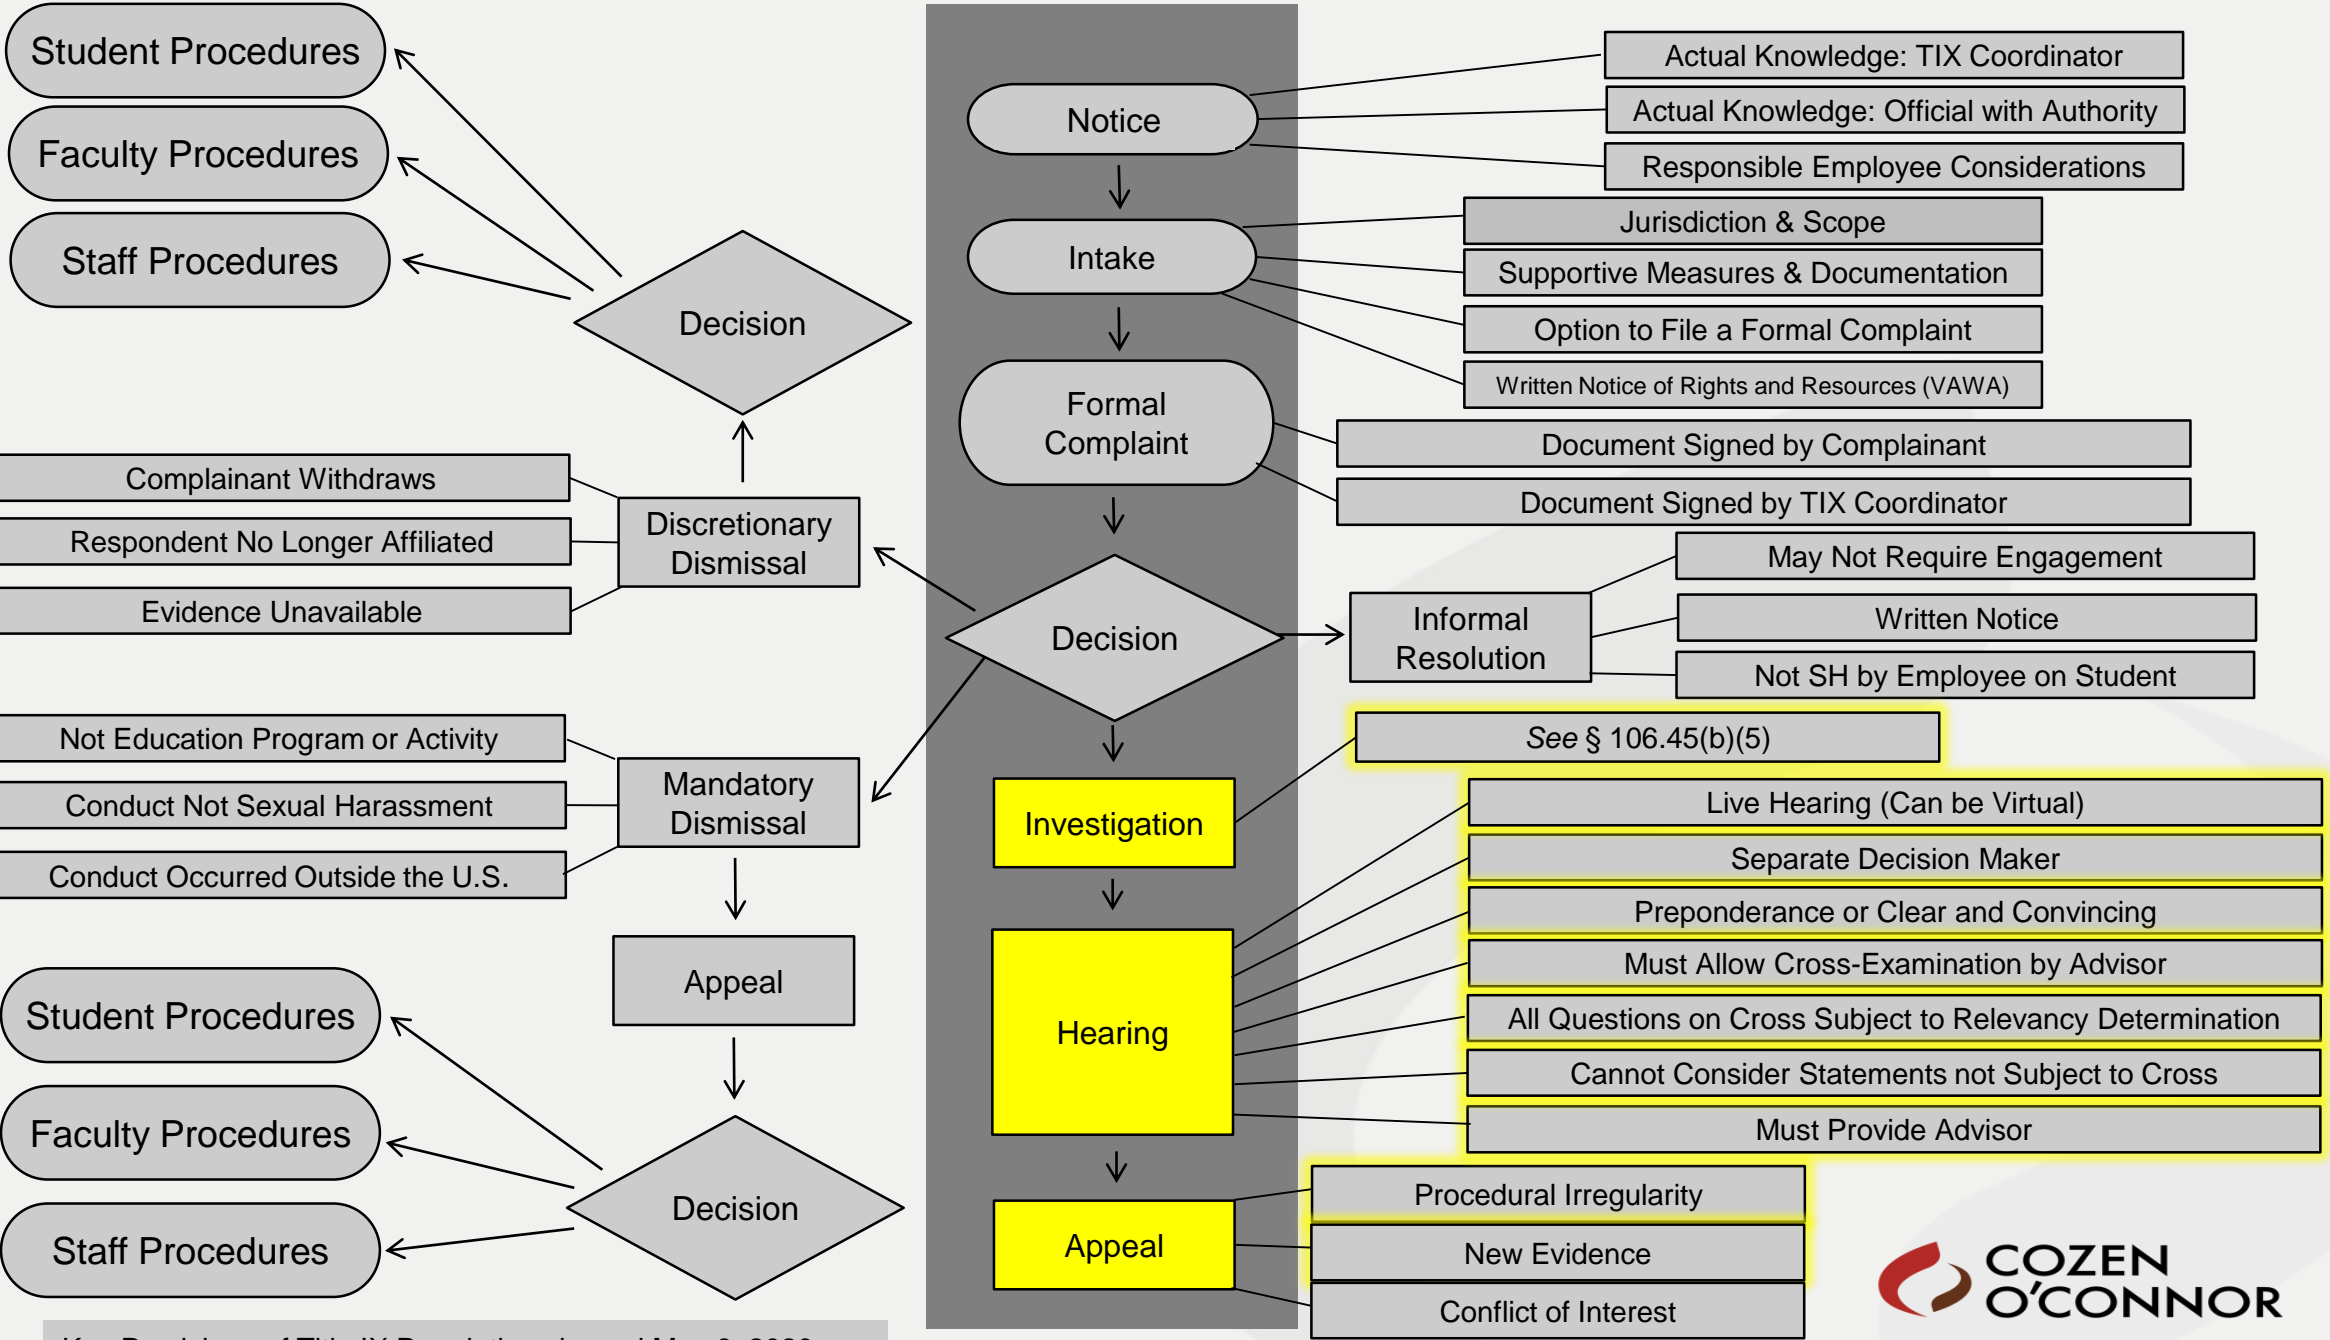 Student Procedures
Faculty Procedures
Staff Procedures
Decision
Complainant Withdraws
Respondent No Longer Affiliated
Evidence Unavailable
Discretionary
Dismissal
Not Education Program or Activity
Conduct Not Sexual Harassment
Conduct Occurred Outside the U.S.
Mandatory
Dismissal
Appeal
Student Procedures
Faculty Procedures
Staff Procedures
Decision
Notice
Intake
Formal
Complaint
Decision
Investigation
Hearing
Appeal
Actual Knowledge: TIX Coordinator
Actual Knowledge: Official with Authority
Responsible Employee Considerations
Jurisdiction & Scope
Supportive Measures & Documentation
Option to File a Formal Complaint
Written Notice of Rights and Resources (VAWA)
Document Signed by Complainant
Document Signed by TIX Coordinator
Informal
Resolution
May Not Require Engagement
Written Notice
Not SH by Employee on Student
See § 106.45(b)(5)
Live Hearing (Can be Virtual)
Separate Decision Maker
Preponderance or Clear and Convincing
Must Allow Cross-Examination by Advisor
All Questions on Cross Subject to Relevancy Determination
Cannot Consider Statements not Subject to Cross
Must Provide Advisor
Procedural Irregularity
New Evidence
Conflict of Interest
COZEN
O'CONNOR